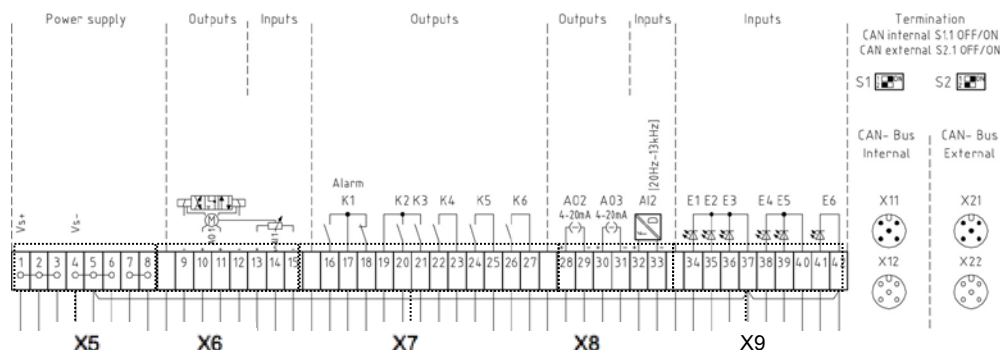 Power supply Outputs Inputs Outputs Outputs Inputs Inputs Termination
CAN internal S1.1 OFF/ON
CAN external S2.1 OFF/ON
S1 S2
CAN- Bus CAN- Bus
Internal External
[20Hz-13kHz]
Alarm
K1 K2 K3 K4 K5 K6 A02 A03 AI2 E1 E2 E3 E4 E5 E6 X11 X21
4-20mA 4-20mA
Vs+ Vs- M
A01
1 2 3 4 5 6 7 8 9 10 11 12 13 14 15 16 17 18 19 20 21 22 23 24 25 26 27 28 29 30 31 32 33 34 35 36 37 38 39 40 41 4
X12 X22
X5 X6 X7 X8 X9